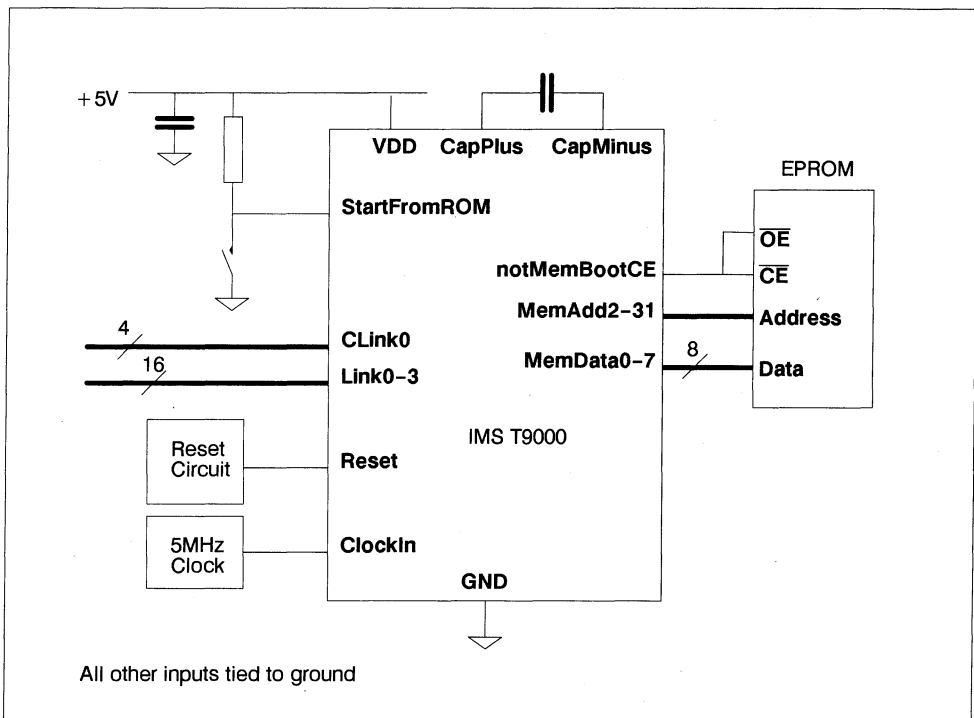 +5V
VDD CapPlus CapMinus
EPROM
StartFromROM
OE
notMemBootCE
CE
MemAdd2-31
Address
4
CLink0
MemData0-7
8
Data
16
Link0-3
IMS T9000
Reset
Circuit
Reset
5MHz
Clock
ClockIn
GND
All other inputs tied to ground